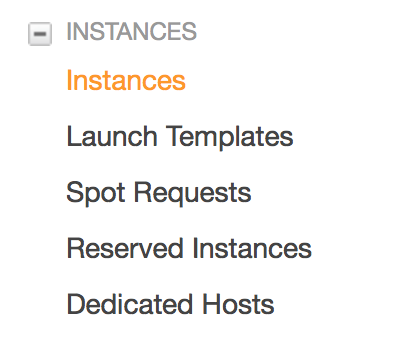 INSTANCES
Instances
Launch Templates
Spot Requests
Reserved Instances
Dedicated Hosts